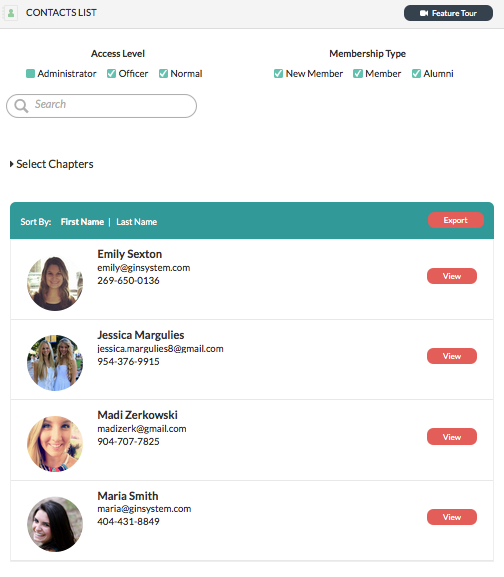 CONTACTS LIST
Feature Tour
Access Level
Membership Type
Administrator Officer Normal
New Member Member Alumni
Search
Select Chapters
Sort By: First Name | Last Name
Export
Emily Sexton
emily@ginsystem.com
269-650-0136
View
Jessica Margulies
jessica.margulies8@gmail.com
954-376-9915
View
Madi Zerkowski
madizerk@gmail.com
904-707-7825
View
Maria Smith
maria@ginsystem.com
404-431-8849
View